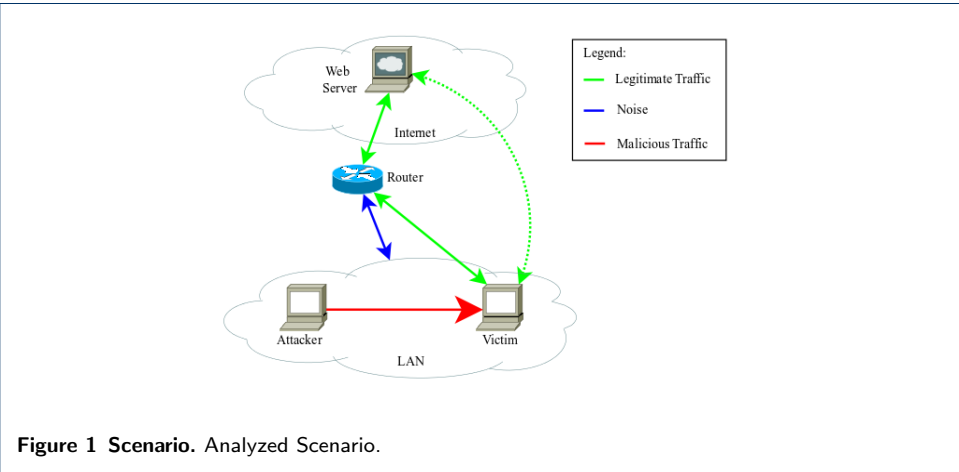 Web
Server
Internet
Router
Attacker
Victim
LAN
Legend:
Legitimate Traffic
Noise
Malicious Traffic
Figure 1 Scenario. Analyzed Scenario.